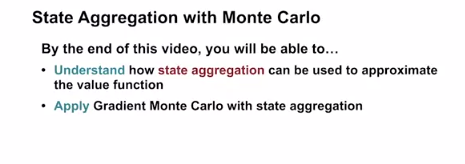 State Aggregation with Monte Carlo
By the end of this video, you will be able to...
• Understand how state aggregation can be used to approximate
the value function
• Apply Gradient Monte Carlo with state aggregation